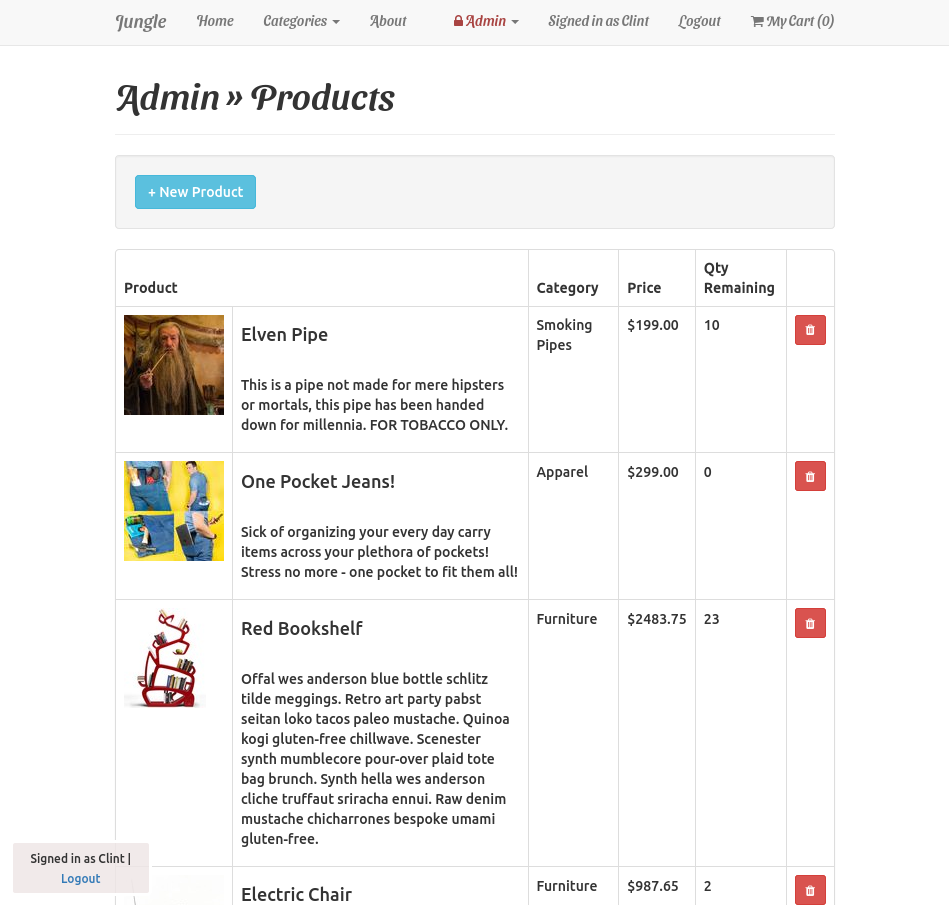 Jungle Home Categories About Admin Signed in as Clint Logout My Cart (0)
Admin » Products
+ New Product
Product Category Price Qty Remaining
Elven Pipe
Smoking Pipes
$199.00
10
This is a pipe not made for mere hipsters
or mortals, this pipe has been handed
down for millennia. FOR TOBACCO ONLY.
One Pocket Jeans!
Apparel
$299.00
0
Sick of organizing your every day carry
items across your plethora of pockets!
Stress no more - one pocket to fit them all!
Red Bookshelf
Furniture
$2483.75
23
Offal wes anderson blue bottle schlitz
tilde meggings. Retro art party pabst
seitan loko tacos paleo mustache. Quinoa
kogi gluten-free chillwave. Scenester
synth mumblecore pour-over plaid tote
bag brunch. Synth hella wes anderson
cliche truffaut sriracha ennui. Raw denim
mustache chicharrones bespoke umami
gluten-free.
Electric Chair
Furniture
$987.65
2
Signed in as Clint |
Logout